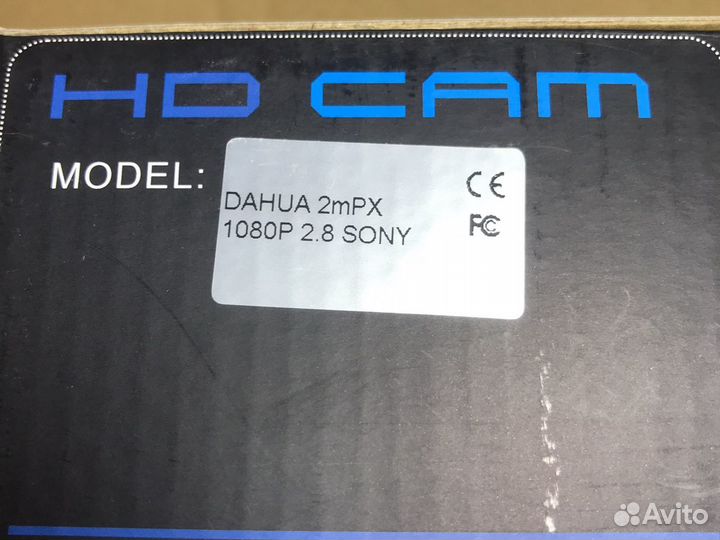 HD CAM
MODEL:
DAHUA 2mPX
1080P 2.8 SONY
CE
FC
Avito